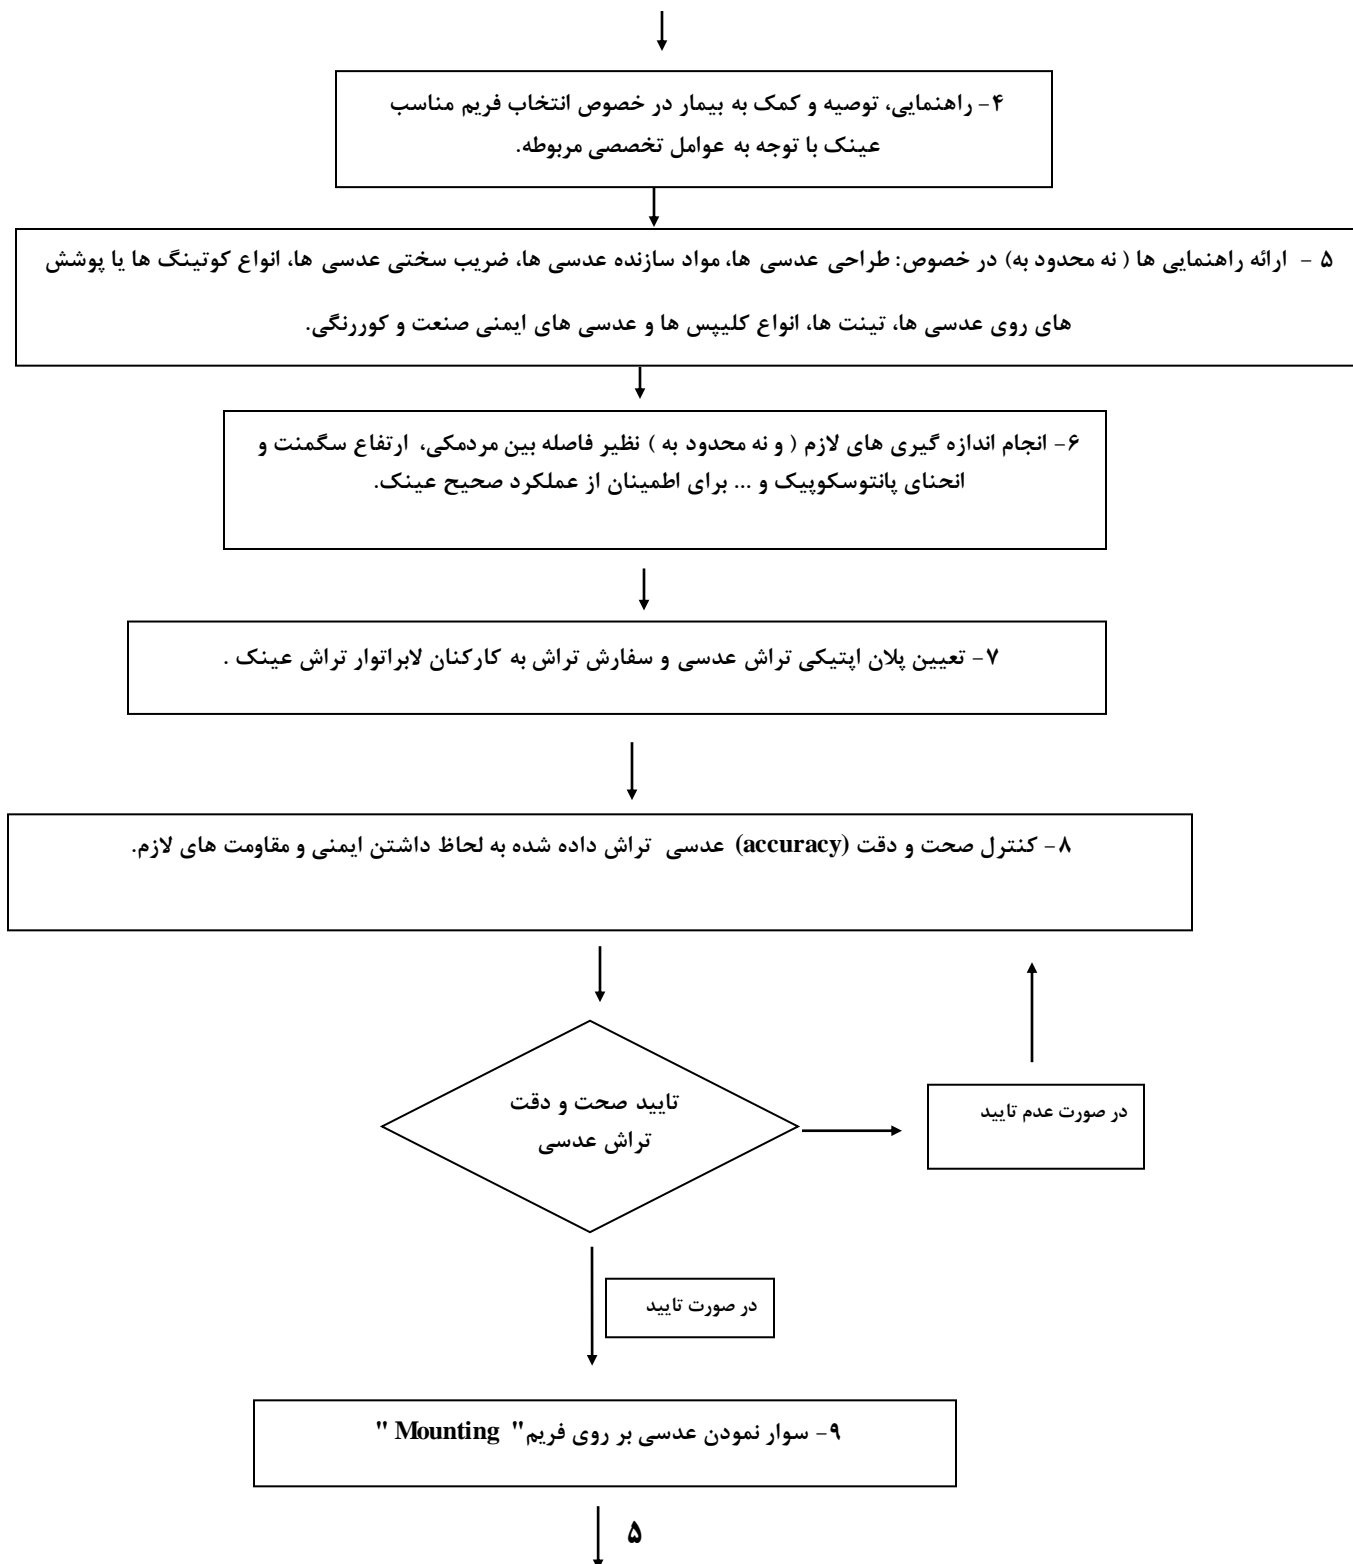 ۴- راهنمایی، توصیه و کمک به بیمار در خصوص انتخاب فریم مناسب
عینک با توجه به عوامل تخصصی مربوطه.
۵ - ارائه راهنمایی ها ( نه محدود به) در خصوص: طراحی عدسی ها، مواد سازنده عدسی ها، ضریب سختی عدسی ها، انواع کوتینگ ها یا پوشش
های روی عدسی ها، تینت ها، انواع کلیپس ها و عدسی های ایمنی صنعت و کوررنگی.
۶- انجام اندازه گیری های لازم ( و نه محدود به ) نظیر فاصله بین مردمکی، ارتفاع سگمنت و
انحنای پانتوسکوپیک و ... برای اطمینان از عملکرد صحیح عینک.
۷- تعیین پلان اپتیکی تراش عدسی و سفارش تراش به کارکنان لابراتوار تراش عینک .
۸- کنترل صحت و دقت (accuracy) عدسی تراش داده شده به لحاظ داشتن ایمنی و مقاومت های لازم.
تایید صحت و دقت
تراش عدسی
در صورت عدم تایید
در صورت تایید
۹- سوار نمودن عدسی بر روی فریم" Mounting "
۵